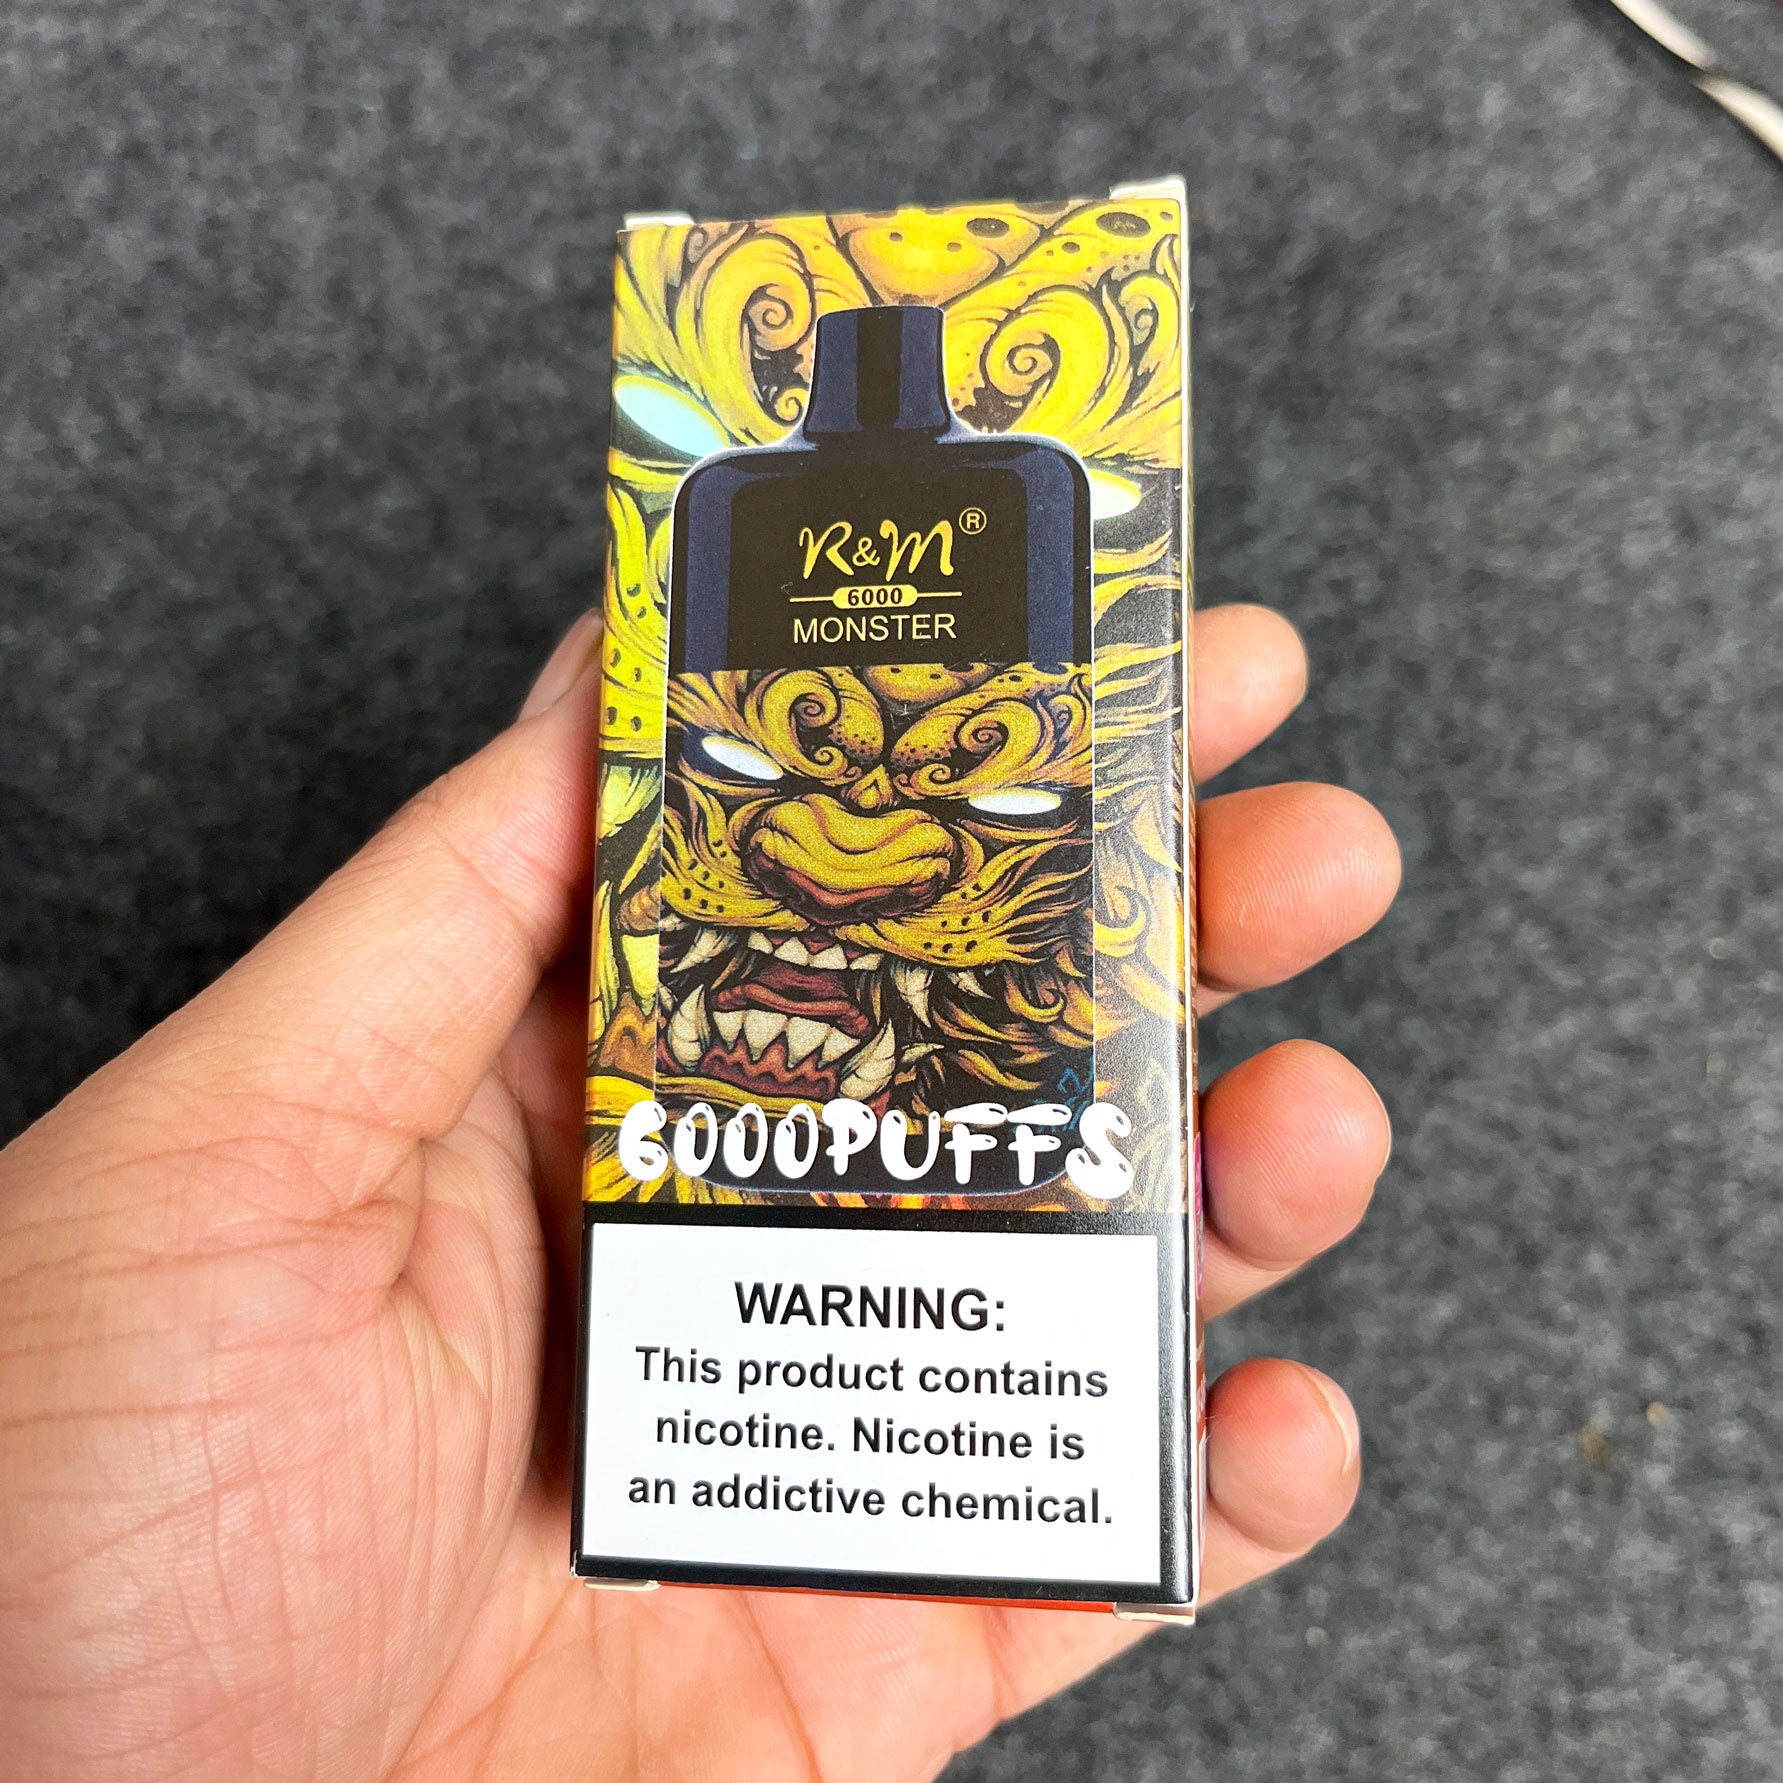 R&M®
6000
MONSTER
6000PUFFS
WARNING:
This product contains
nicotine. Nicotine is
an addictive chemical.